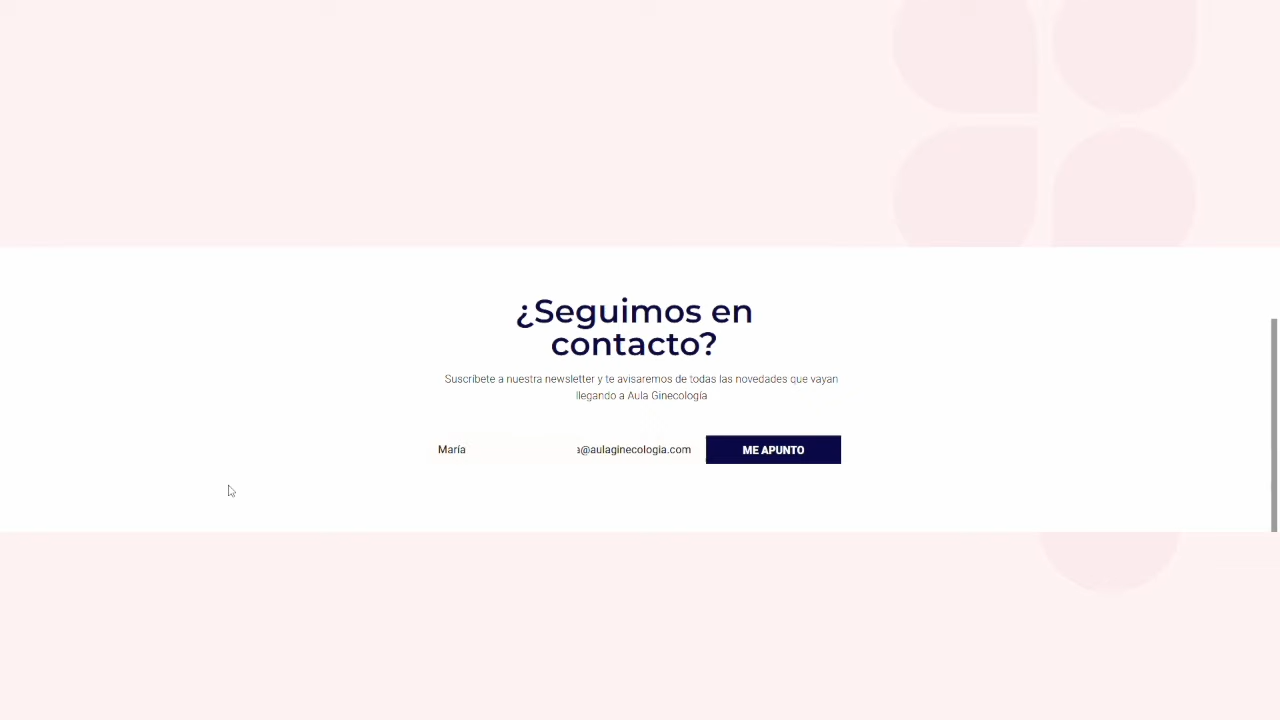 ¿Seguimos en
contacto?
Suscríbete a nuestra newsletter y te avisaremos de todas las novedades que vayan
llegando a Aula Ginecología
María @aulaginecologia.com ME APUNTO